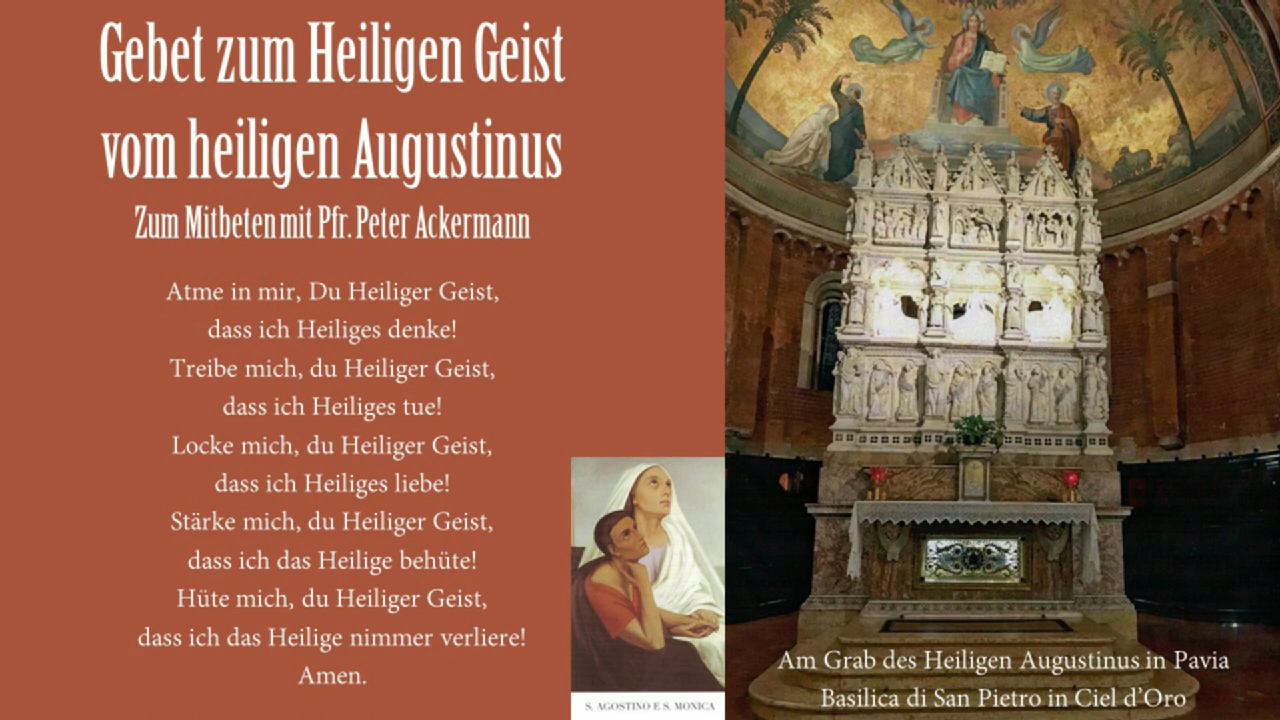 Gebet zum Heiligen Geist
vom heiligen Augustinus
Zum Mitbeten mit Pfr. Peter Ackermann
Atme in mir, Du Heiliger Geist,
dass ich Heiliges denke!
Treibe mich, du Heiliger Geist,
dass ich Heiliges tue!
Locke mich, du Heiliger Geist,
dass ich Heiliges liebe!
Stärke mich, du Heiliger Geist,
dass ich das Heilige behüte!
Hüte mich, du Heiliger Geist,
dass ich das Heilige nimmer verliere!
Amen.
S. AGOSTINO E S. MONICA
Am Grab des Heiligen Augustinus in Pavia
Basilica di San Pietro in Ciel d'Oro